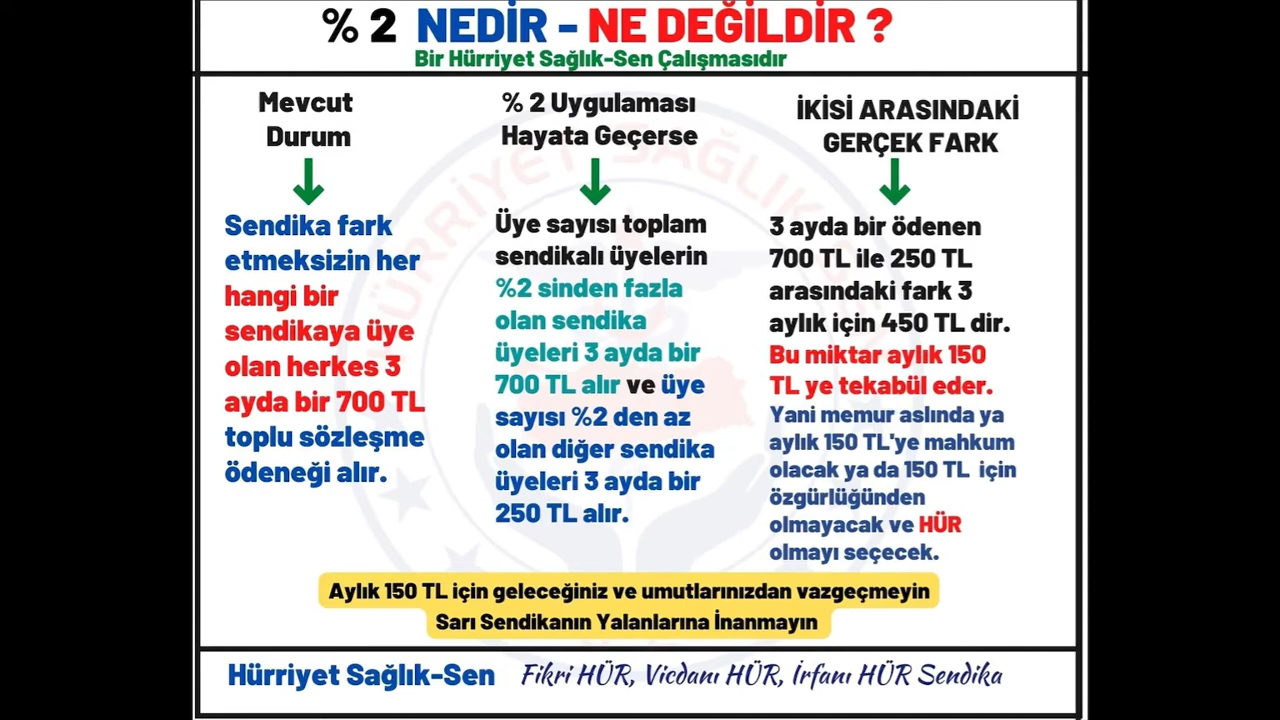 % 2 NEDİR - NE DEĞİLDİR ?
Bir Hürriyet Sağlık-Sen Çalışmasıdır
Mevcut
Durum
Sendika fark
etmeksizin her
hangi bir
sendikaya üye
olan herkes 3
ayda bir 700 TL
toplu sözleşme
ödeneği alır.
% 2 Uygulaması
Hayata Geçerse
Üye sayısı toplam
sendikalı üyelerin
%2 sinden fazla
olan sendika
üyeleri 3 ayda bir
700 TL alır ve üye
sayısı %2 den az
olan diğer sendika
üyeleri 3 ayda bir
250 TL alır.
İKİSİ ARASINDAKİ
GERÇEK FARK
3 ayda bir ödenen
700 TL ile 250 TL
arasındaki fark 3
aylık için 450 TL dir.
Bu miktar aylık 150
TL ye tekabül eder.
Yani memur aslında ya
aylık 150 TL'ye mahkum
olacak ya da 150 TL için
özgürlüğünden
olmayacak ve HÜR
olmayı seçecek.
Aylık 150 TL için geleceğiniz ve umutlarınızdan vazgeçmeyin
Sarı Sendikanın Yalanlarına İnanmayın
Hürriyet Sağlık-Sen
Fikri HÜR, Vicdanı HÜR, İrfanı HÜR Sendika